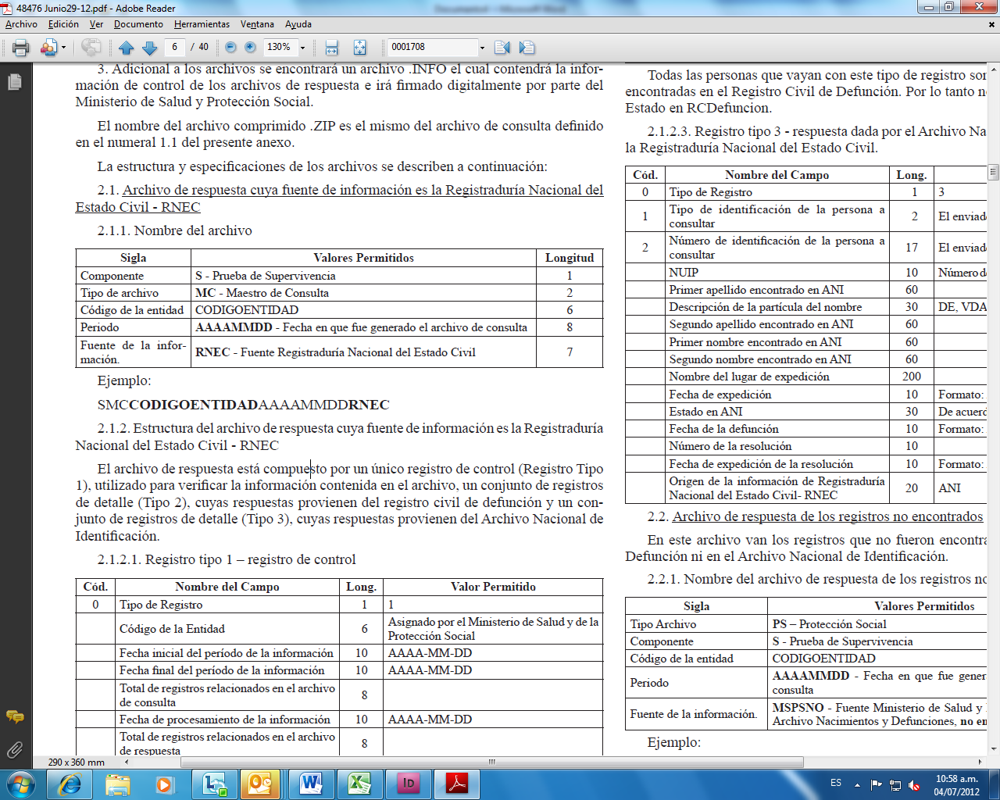 48476 Junio29-12.pdf - Adobe Reader
Archivo Edición Ver Documento Herramientas Ventana Ayuda
6 / 40 130% 0001708
3. Adicional a los archivos se encontrará un archivo .INFO el cual contendrá la infor-
mación de control de los archivos de respuesta e irá firmado digitalmente por parte del
Ministerio de Salud y Protección Social.
El nombre del archivo comprimido .ZIP es el mismo del archivo de consulta definido
en el numeral 1.1 del presente anexo.
La estructura y especificaciones de los archivos se describen a continuación:
2.1. Archivo de respuesta cuya fuente de información es la Registraduría Nacional del
Estado Civil - RNEC
2.1.1. Nombre del archivo
Sigla Valores Permitidos Longitud
Componente S - Prueba de Supervivencia 1
Tipo de archivo MC - Maestro de Consulta 2
Código de la entidad CODIGOENTIDAD 6
Periodo AAAAMMDD - Fecha en que fue generado el archivo de consulta 8
Fuente de la infor-
mación. RNEC - Fuente Registraduría Nacional del Estado Civil 7
Ejemplo:
SMCCODIGOENTIDADAAAAMMDDRNEC
2.1.2. Estructura del archivo de respuesta cuya fuente de información es la Registraduría
Nacional del Estado Civil - RNEC
El archivo de respuesta está compuesto por un único registro de control (Registro Tipo
1), utilizado para verificar la información contenida en el archivo, un conjunto de registros
de detalle (Tipo 2), cuyas respuestas provienen del registro civil de defunción y un con-
junto de registros de detalle (Tipo 3), cuyas respuestas provienen del Archivo Nacional de
Identificación.
2.1.2.1. Registro tipo 1 – registro de control
Cód. Nombre del Campo Long. Valor Permitido
0 Tipo de Registro 1 1
Código de la Entidad 6 Asignado por el Ministerio de Salud y de la
Protección Social
Fecha inicial del período de la información 10 AAAA-MM-DD
Fecha final del período de la información 10 AAAA-MM-DD
Total de registros relacionados en el archivo
de consulta 8
Fecha de procesamiento de la información 10 AAAA-MM-DD
Total de registros relacionados en el archivo
de respuesta 8
Todas las personas que vayan con este tipo de registro son
encontradas en el Registro Civil de Defunción. Por lo tanto
Estado en RCDefuncion.
2.1.2.3. Registro tipo 3 - respuesta dada por el Archivo Na
la Registraduría Nacional del Estado Civil.
Cód. Nombre del Campo Long.
0 Tipo de Registro 1 3
1 Tipo de identificación de la persona a
consultar 2 El enviad
2 Número de identificación de la persona a
consultar 17 El enviad
NUIP 10 Número d
Primer apellido encontrado en ANI 60
Descripción de la partícula del nombre 30 DE, VDA
Segundo apellido encontrado en ANI 60
Primer nombre encontrado en ANI 60
Segundo nombre encontrado en ANI 60
Nombre del lugar de expedición 200
Fecha de expedición 10 Formato:
Estado en ANI 30 De acuerd
Fecha de la defunción 10 Formato:
Número de la resolución 10
Fecha de expedición de la resolución 10 Formato:
Origen de la información de Registraduría
Nacional del Estado Civil- RNEC 20 ANI
2.2. Archivo de respuesta de los registros no encontrados
En este archivo van los registros que no fueron encontra
Defunción ni en el Archivo Nacional de Identificación.
2.2.1. Nombre del archivo de respuesta de los registros no
Sigla Valores Permitidos
Tipo Archivo PS – Protección Social
Componente S - Prueba de Supervivencia
Código de la entidad CODIGOENTIDAD
Periodo AAAAMMDD - Fecha en que fue gener
consulta
Fuente de la información. MSPSNO - Fuente Ministerio de Salud y
Archivo Nacimientos y Defunciones, no en
Ejemplo:
290 x 360 mm
ES 10:58 a.m.
04/07/2012